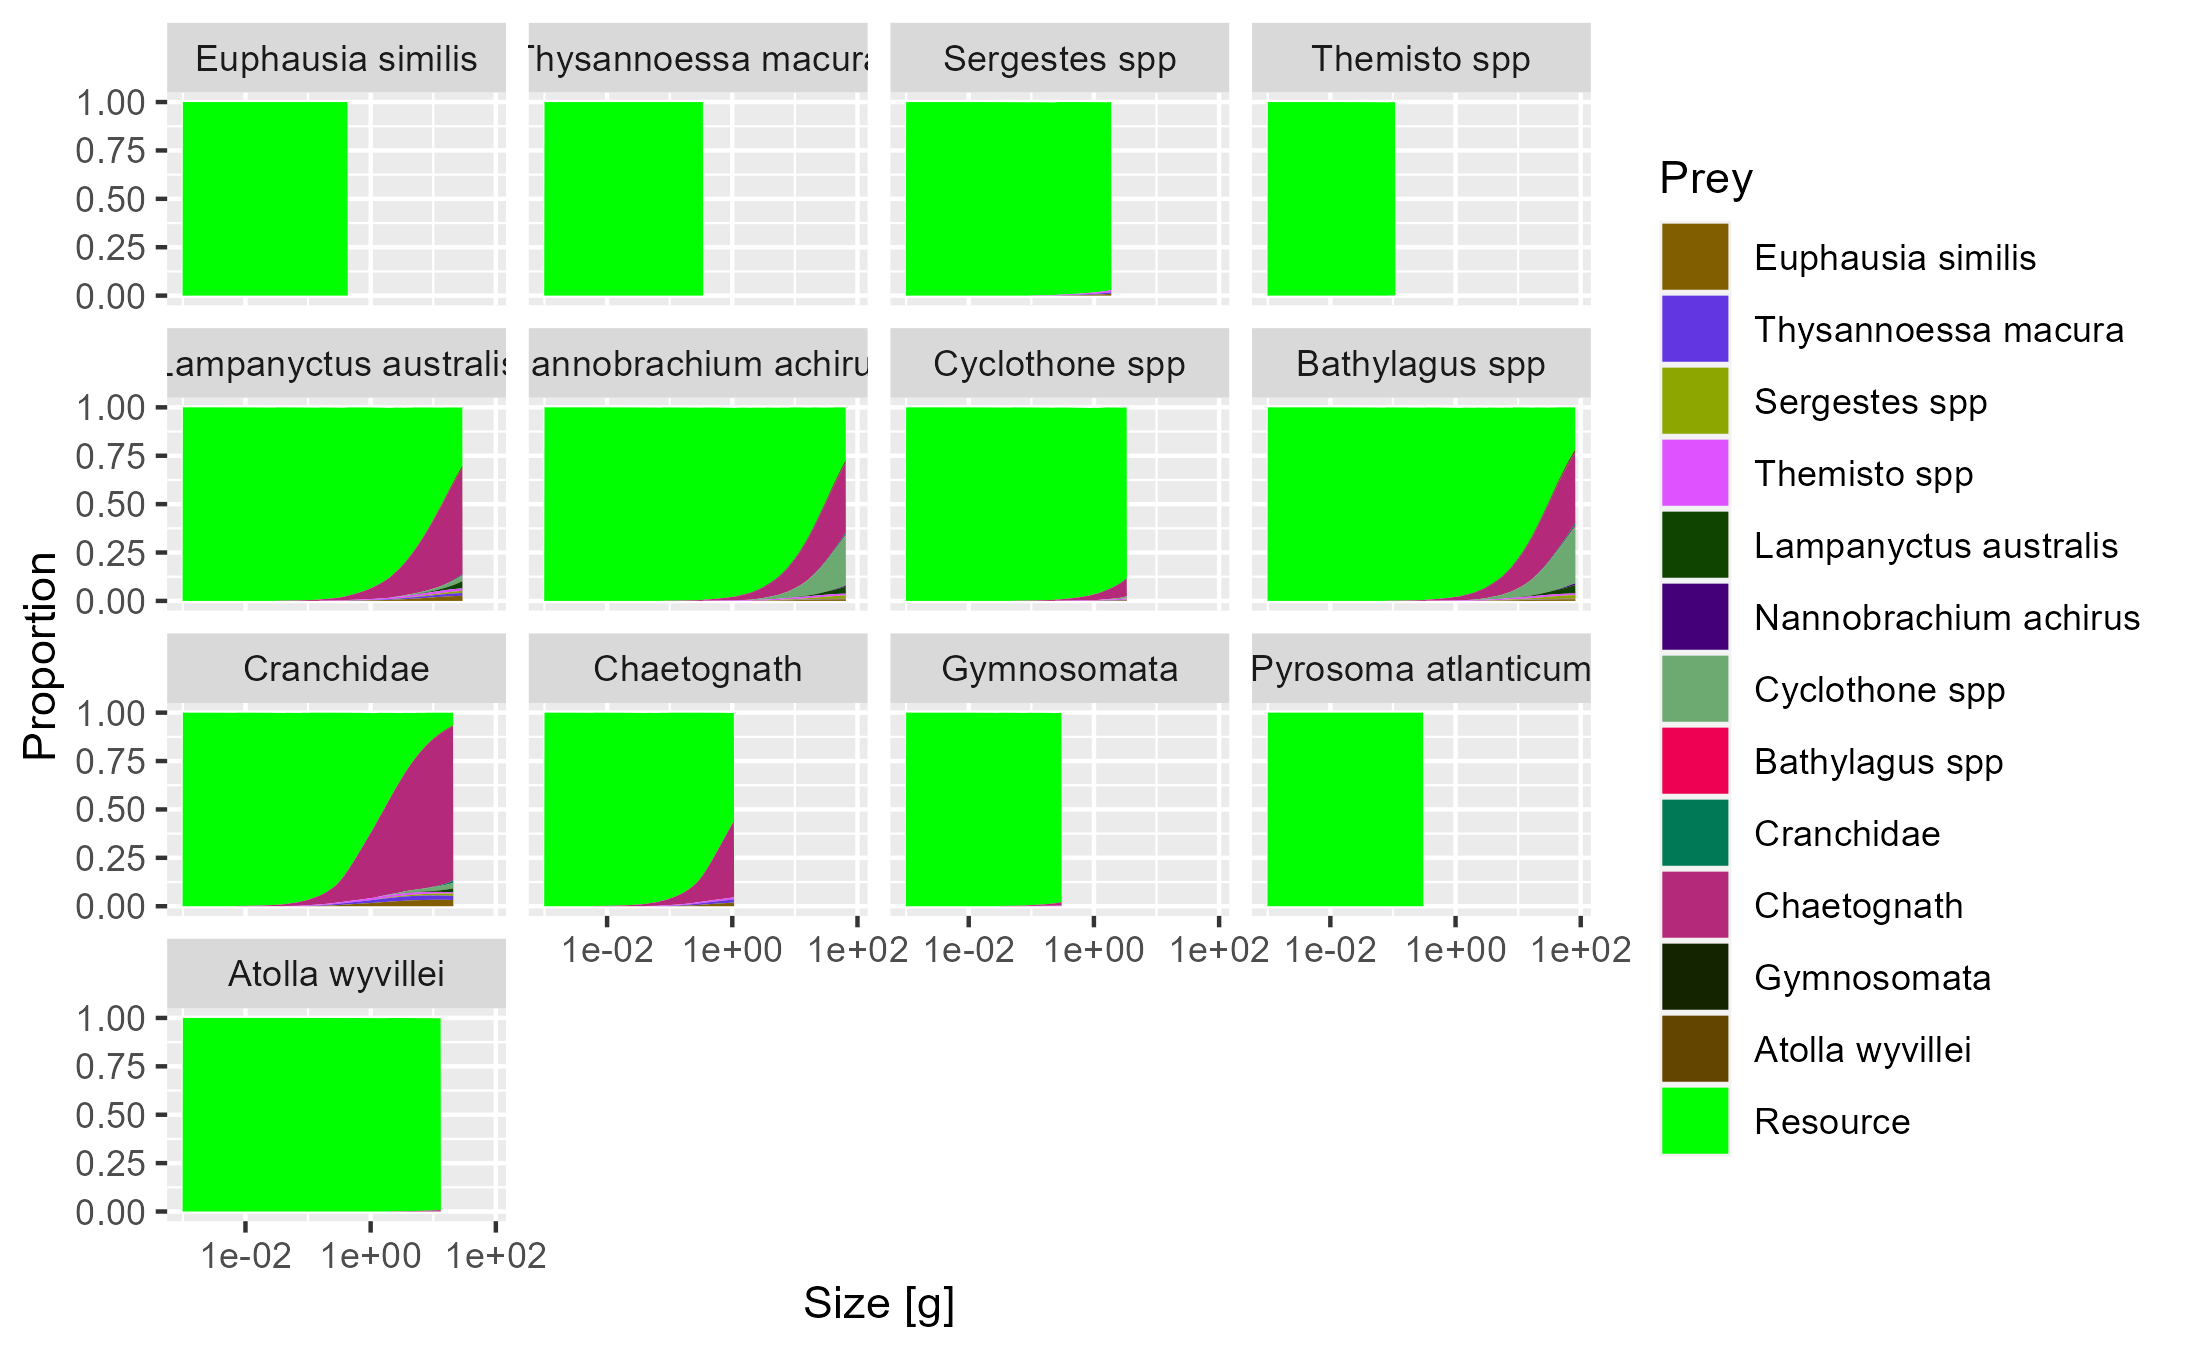 Euphausia similis
Thysannoessa macura
Sergestes spp
Themisto spp
1.00
0.75
0.50
0.25
0.00
Lampanyctus australis
annobrachium achiru
Cyclothone spp
Bathylagus spp
1.00
0.75
0.50
0.25
0.00
Cranchidae
Chaetognath
Gymnosomata
Pyrosoma atlanticum
1.00
0.75
0.50
0.25
0.00
1e-02 1e+00 1e+02
1e-02 1e+00 1e+02
1e-02 1e+00 1e+02
Atolla wyvillei
1.00
0.75
0.50
0.25
0.00
1e-02 1e+00 1e+02
Size [g]
Proportion
Prey
Euphausia similis
Thysannoessa macura
Sergestes spp
Themisto spp
Lampanyctus australis
Nannobrachium achirus
Cyclothone spp
Bathylagus spp
Cranchidae
Chaetognath
Gymnosomata
Atolla wyvillei
Resource